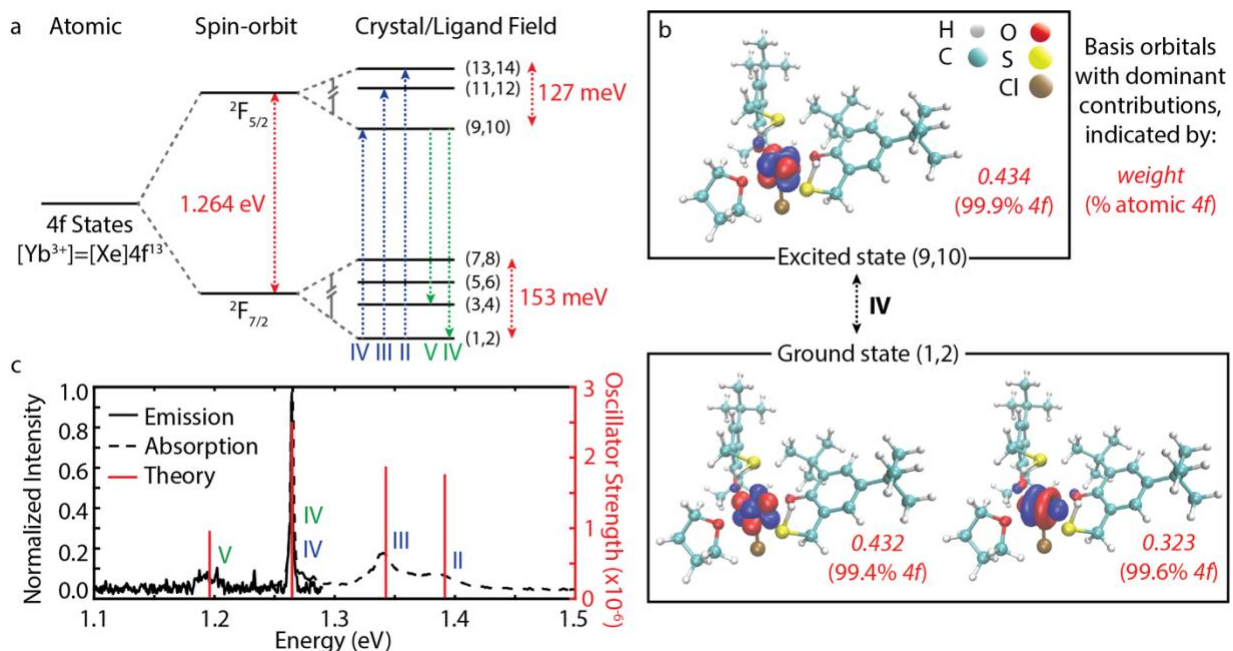 a
Atomic
Spin-orbit
Crystal/Ligand Field
(13,14)
(11,12)
127 meV
²F₅/₂
(9,10)
1.264 eV
4f States
[Yb³⁺]=[Xe]4f¹³
(7,8)
(5,6)
153 meV
(3,4)
²F₇/₂
(1,2)
IV III II V IV
b
H O
C S
Cl
Basis orbitals
with dominant
contributions,
indicated by:
0.434
(99.9% 4f)
weight
(% atomic 4f)
Excited state (9,10)
IV
Ground state (1,2)
0.432
(99.4% 4f)
0.323
(99.6% 4f)
c
Normalized Intensity
1.0
0.8
0.6
0.4
0.2
0.0
Emission
Absorption
Theory
V
IV
IV
III
II
3
2
1
0
Oscillator Strength (x10⁻⁶)
1.1 1.2 1.3 1.4 1.5
Energy (eV)